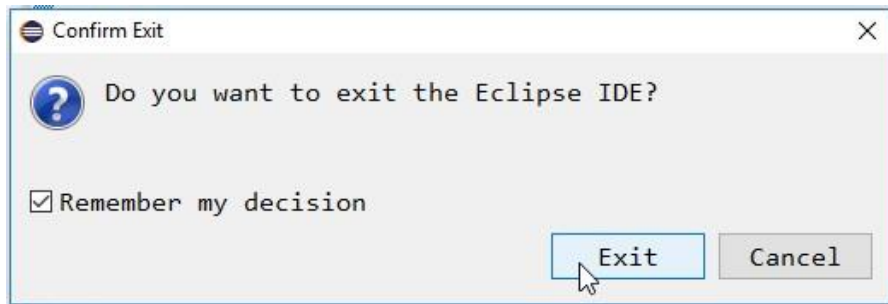 Confirm Exit
Do you want to exit the Eclipse IDE?
Remember my decision
Exit Cancel